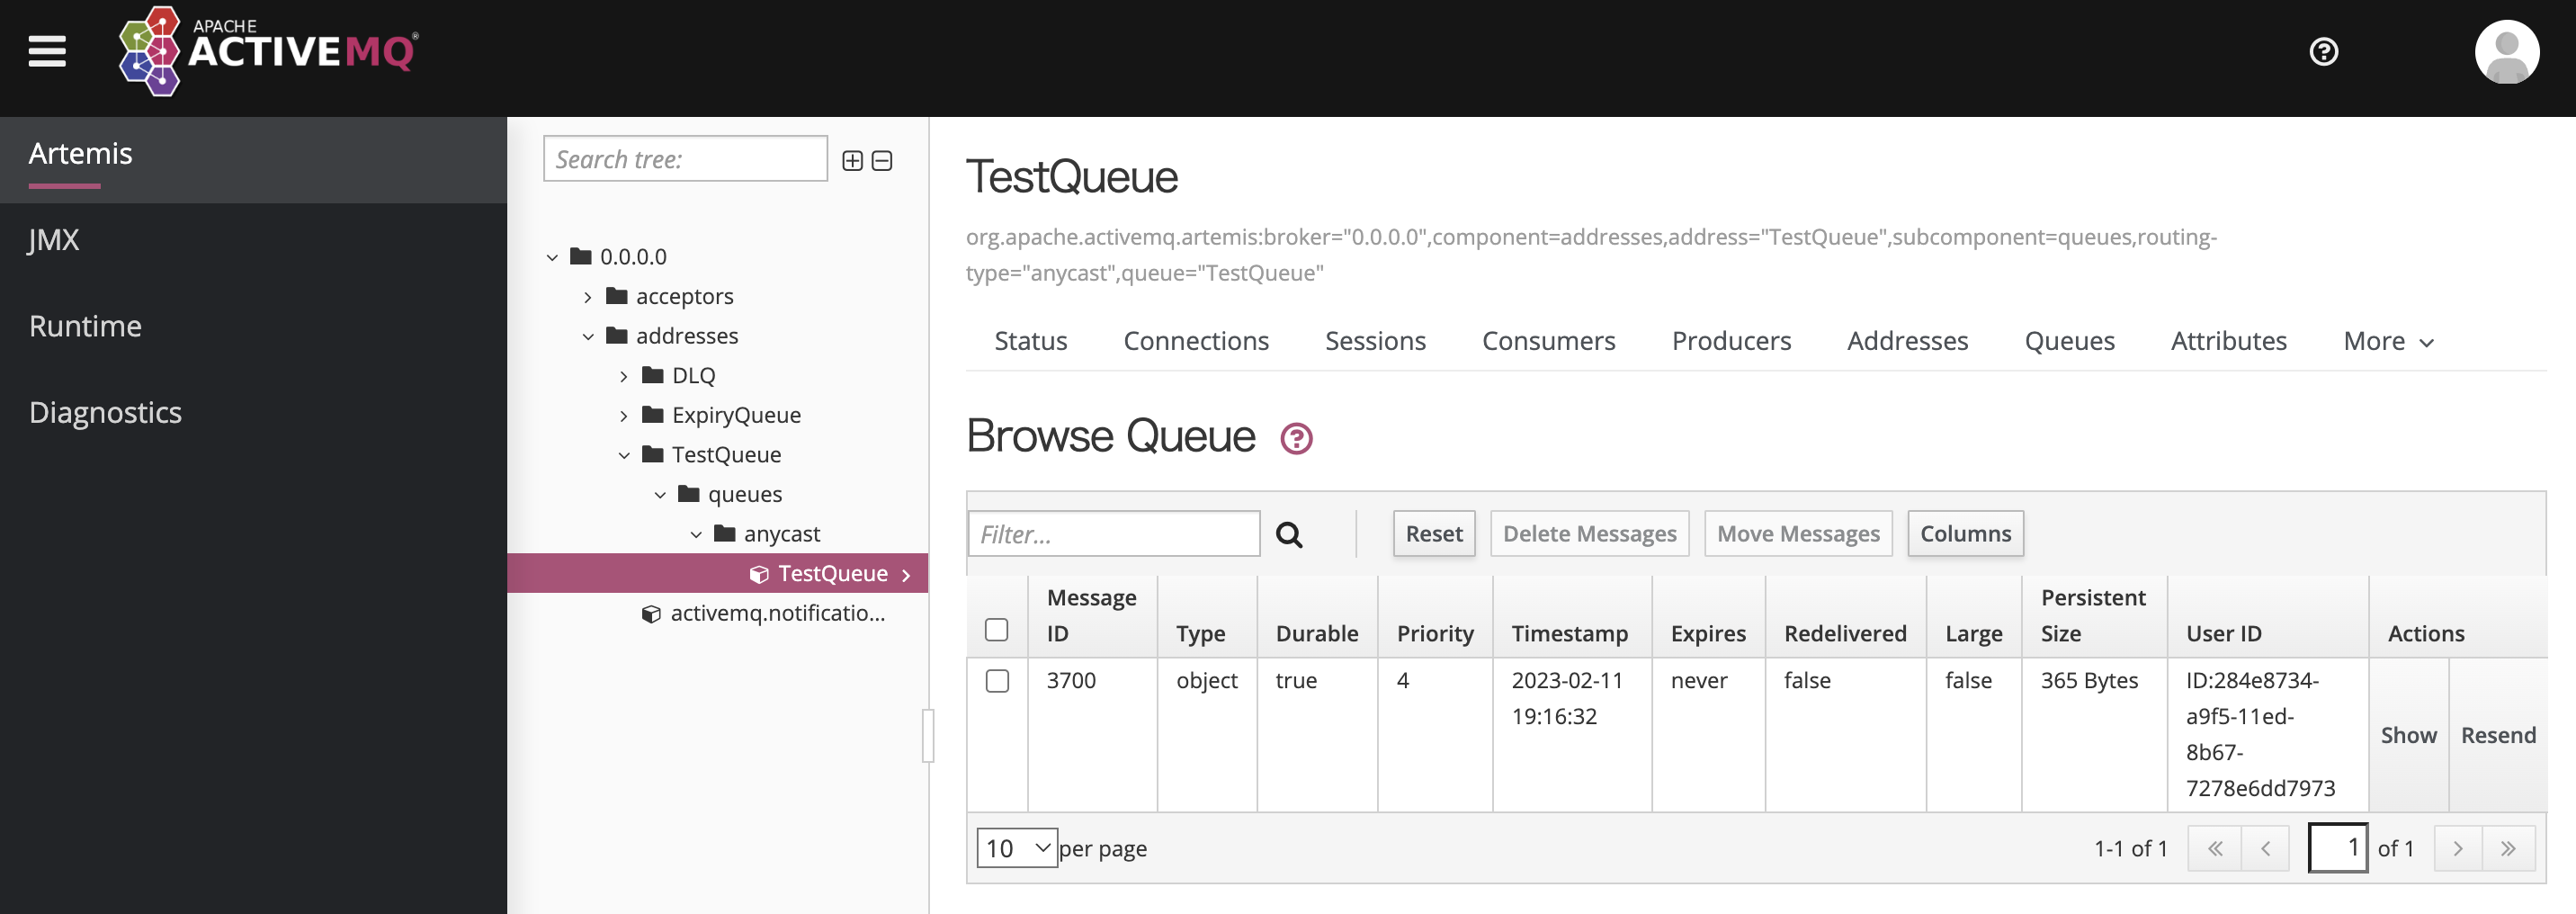 APACHE
ACTIVEMQ®
Artemis
JMX
Runtime
Diagnostics
Search tree:
0.0.0.0
acceptors
addresses
DLQ
ExpiryQueue
TestQueue
queues
anycast
TestQueue
activemq.notificatio...
TestQueue
org.apache.activemq.artemis:broker="0.0.0.0",component=addresses,address="TestQueue",subcomponent=queues,routing-
type="anycast",queue="TestQueue"
Status Connections Sessions Consumers Producers Addresses Queues Attributes More
Browse Queue
Filter... Reset Delete Messages Move Messages Columns
Message Persistent
ID Type Durable Priority Timestamp Expires Redelivered Large Size User ID Actions
3700 object true 4 2023-02-11 never false false 365 Bytes ID:284e8734-
19:16:32 a9f5-11ed-
Show Resend
8b67-
7278e6dd7973
10 per page 1-1 of 1 « ‹ 1 of 1 › »